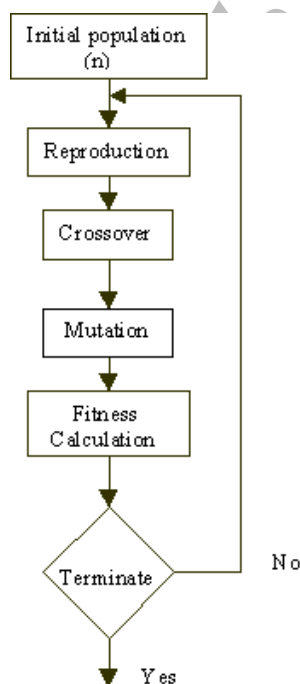 Initial population
(n)
Reproduction
Crossover
Mutation
Fitness
Calculation
Terminate
No
Yes